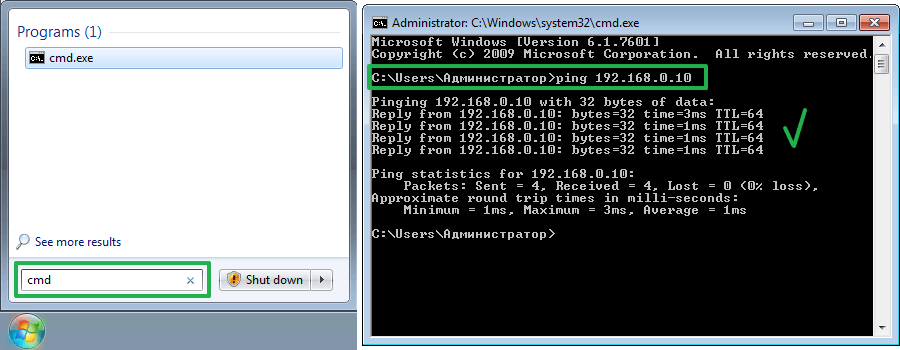 Programs (1)
cmd.exe
See more results
cmd
Shut down
Administrator: C:\Windows\system32\cmd.exe
Microsoft Windows [Version 6.1.7601]
Copyright (c) 2009 Microsoft Corporation.  All rights reserved.
C:\Users\Администратор>ping 192.168.0.10
Pinging 192.168.0.10 with 32 bytes of data:
Reply from 192.168.0.10: bytes=32 time=3ms TTL=64
Reply from 192.168.0.10: bytes=32 time=1ms TTL=64
Reply from 192.168.0.10: bytes=32 time=1ms TTL=64
Reply from 192.168.0.10: bytes=32 time=1ms TTL=64
Ping statistics for 192.168.0.10:
    Packets: Sent = 4, Received = 4, Lost = 0 (0% loss),
Approximate round trip times in milli-seconds:
    Minimum = 1ms, Maximum = 3ms, Average = 1ms
C:\Users\Администратор>